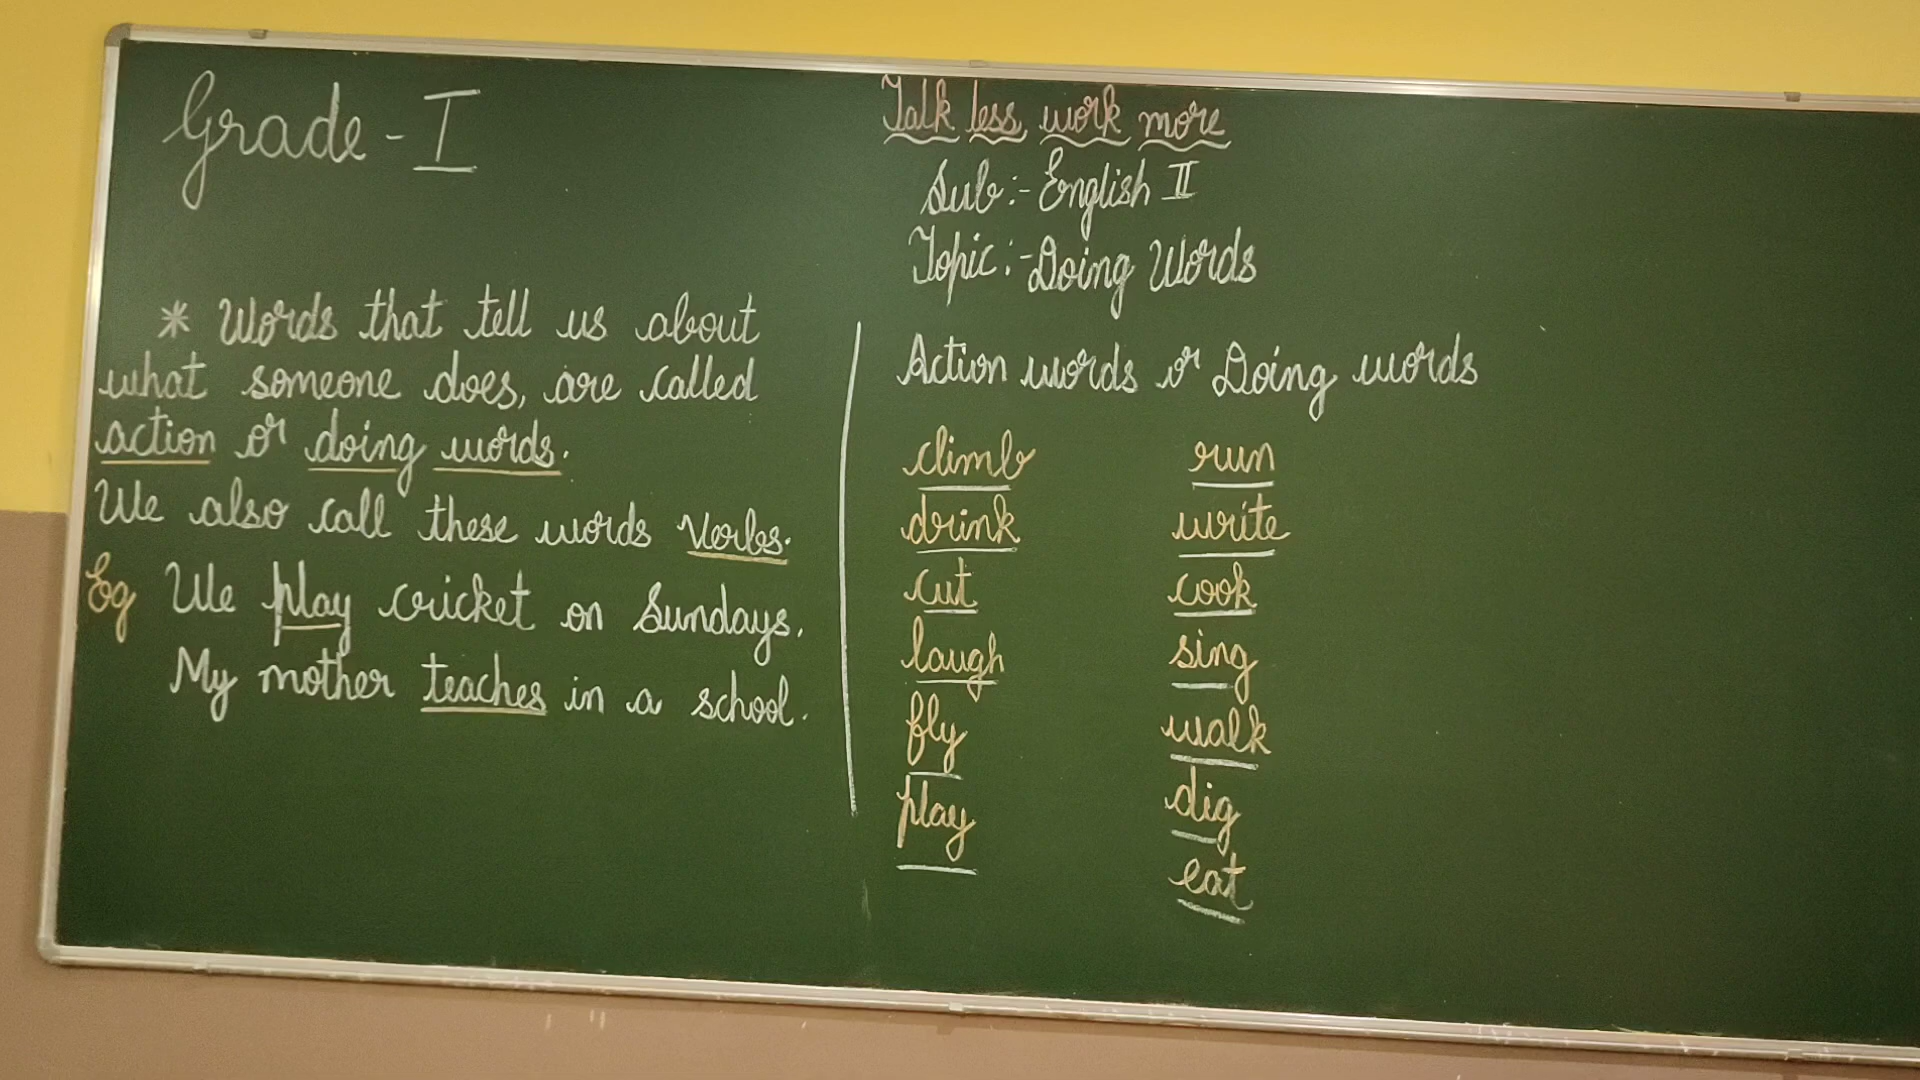 Grade - I
Talk less work more
Sub:- English II
Topic:- Doing Words
* Words that tell us about
what someone does, are called
action or doing words.
We also call these words Verbs.
Eg We play cricket on Sundays.
My mother teaches in a school.
Action words or Doing words
climb run
drink write
cut cook
laugh sing
fly walk
play dig
eat